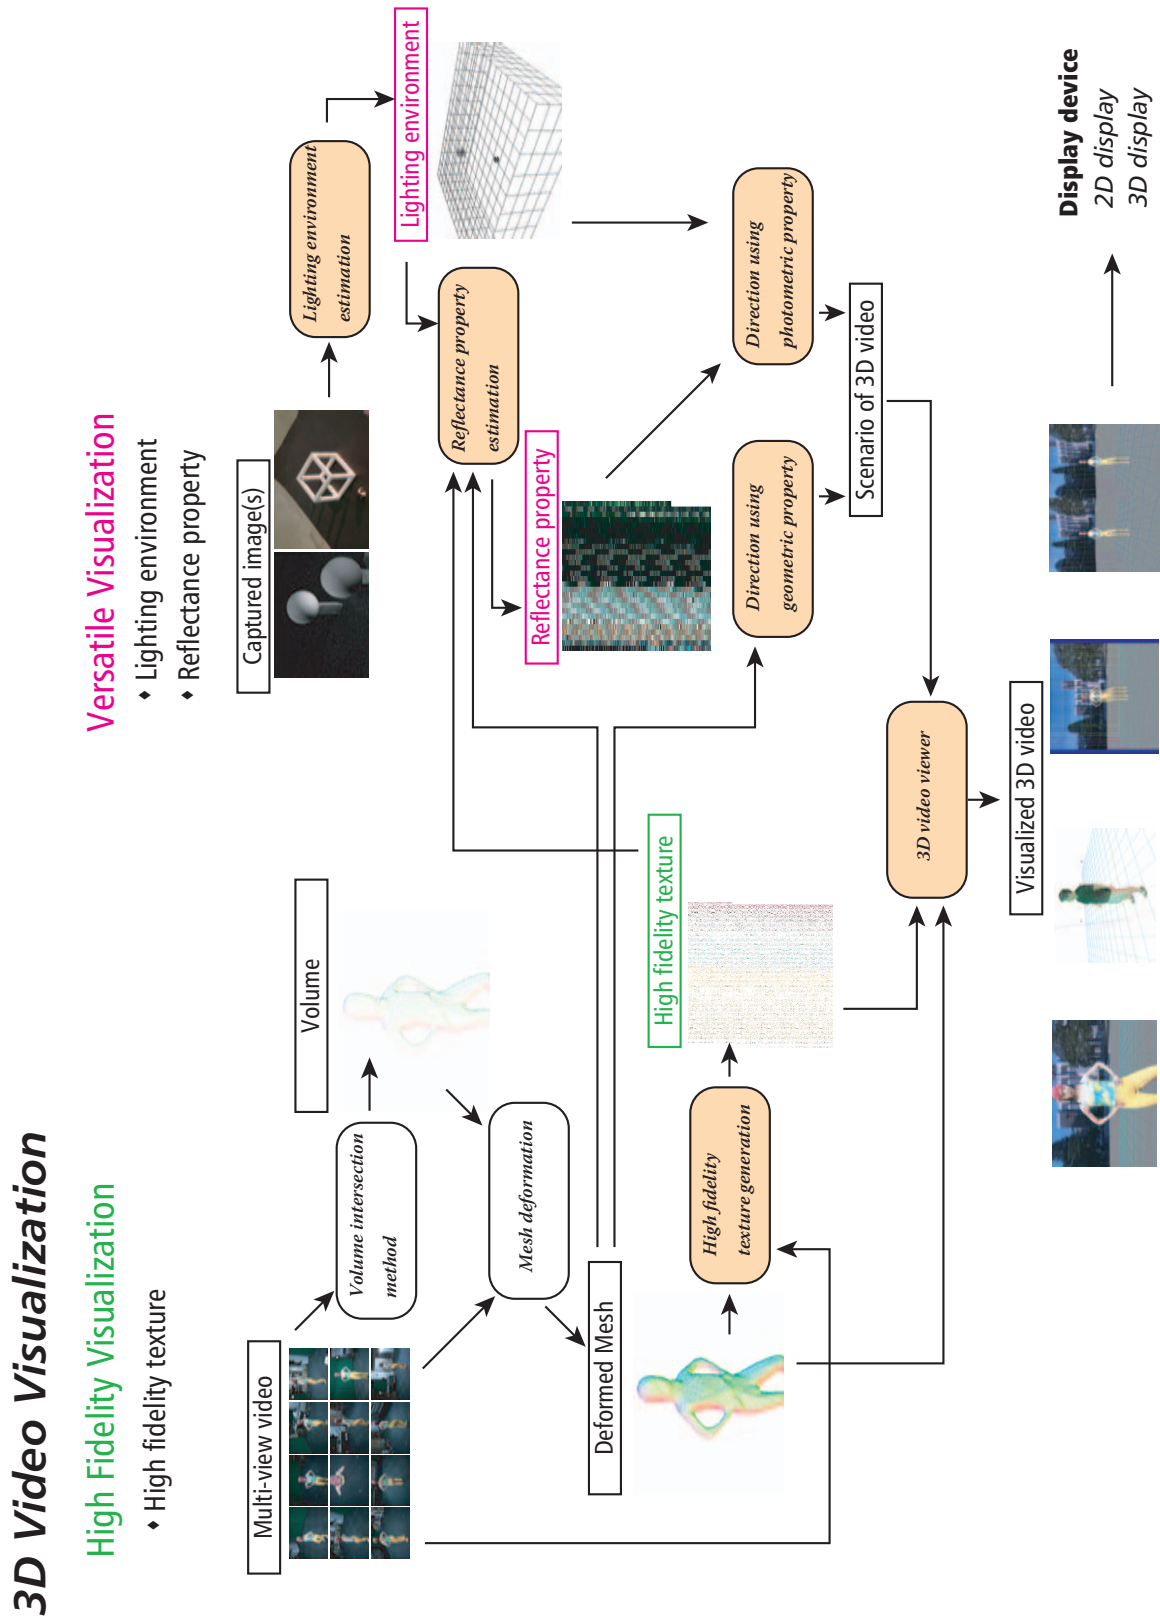 3D Video Visualization
High Fidelity Visualization
♦ High fidelity texture
Versatile Visualization
♦ Lighting environment
♦ Reflectance property
Multi-view video
Volume intersection
method
Volume
Mesh deformation
Deformed Mesh
High fidelity
texture generation
High fidelity texture
Captured image(s)
Lighting environment
estimation
Lighting environment
Reflectance property
estimation
Reflectance property
Direction using
geometric property
Direction using
photometric property
Scenario of 3D video
3D video viewer
Visualized 3D video
Display device
2D display
3D display